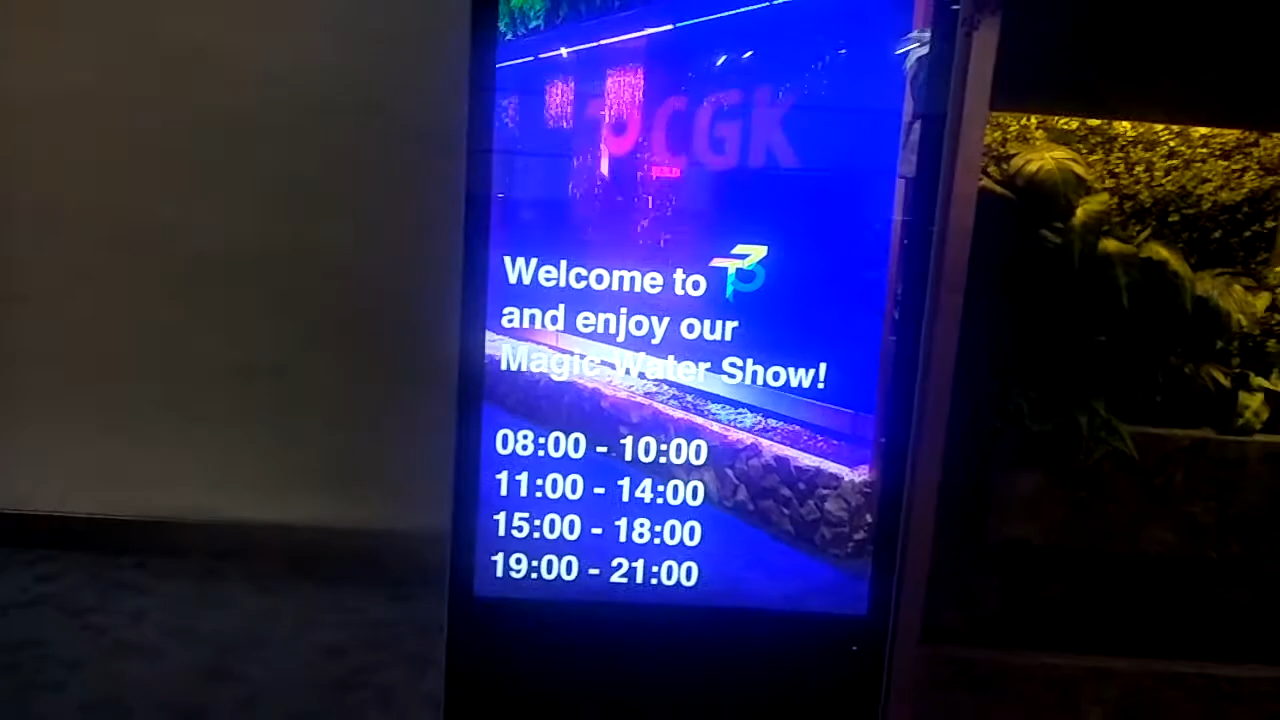 CGK
Welcome to T3
and enjoy our
Magic Water Show!
08:00 - 10:00
11:00 - 14:00
15:00 - 18:00
19:00 - 21:00